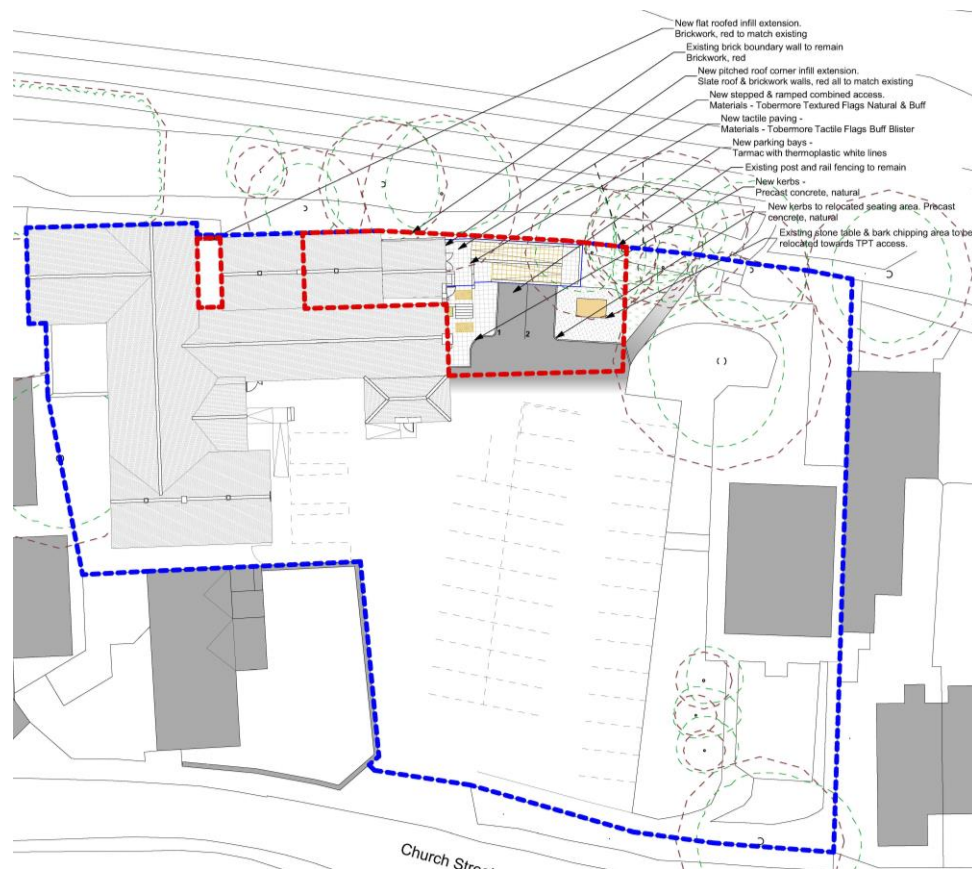 New flat roofed infill extension.
Brickwork, red to match existing
Existing brick boundary wall to remain
Brickwork, red
New pitched roof corner infill extension.
Slate roof & brickwork walls, red all to match existing
New stepped & ramped combined access.
Materials - Tobermore Textured Flags Natural & Buff
New tactile paving -
Materials - Tobermore Tactile Flags Buff Blister
New parking bays -
Tarmac with thermoplastic white lines
Existing post and rail fencing to remain
New kerbs -
Precast concrete, natural
New kerbs to relocated seating area. Precast
concrete, natural
Existing stone table & bark chipping area to be
relocated towards TPT access.
1 2
Church Street